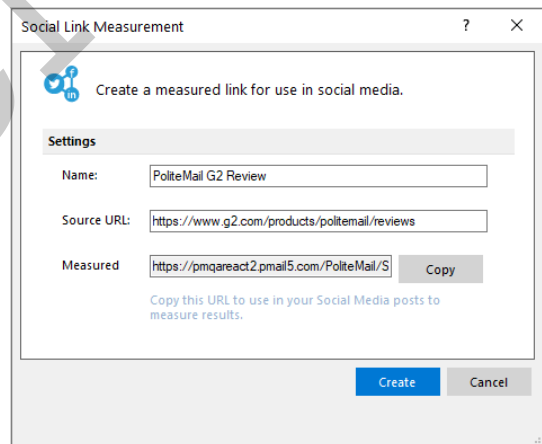 Social Link Measurement
Create a measured link for use in social media.
Settings
Name:
PoliteMail G2 Review
Source URL:
https://www.g2.com/products/politemail/reviews
Measured
https://pmqareact2.pmail5.com/PoliteMail/S
Copy
Copy this URL to use in your Social Media posts to
measure results.
Create
Cancel